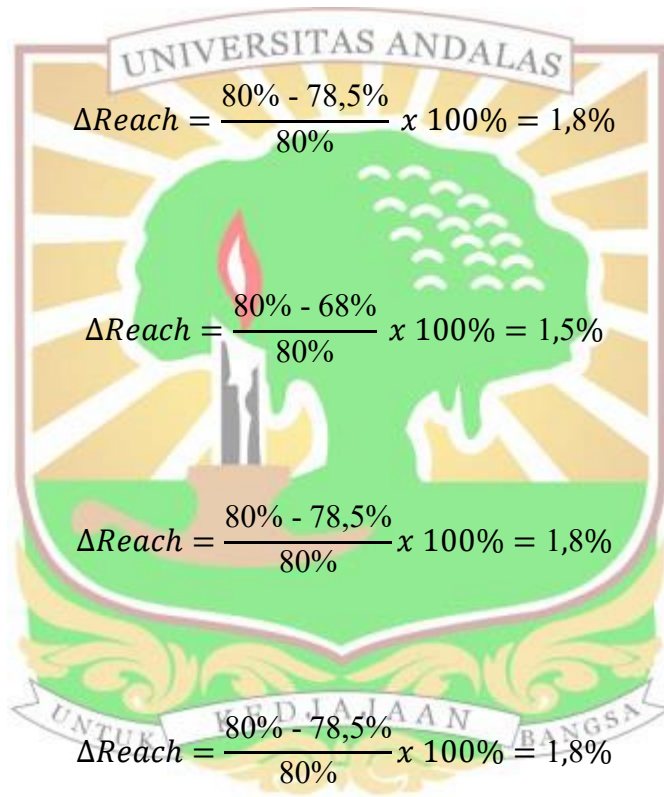 UNIVERSITAS ANDALAS
ΔReach = (80% - 78,5%)/80% x 100% = 1,8%
ΔReach = (80% - 68%)/80% x 100% = 1,5%
ΔReach = (80% - 78,5%)/80% x 100% = 1,8%
UNTUK KEDJAJAAN BANGSA
ΔReach = (80% - 78,5%)/80% x 100% = 1,8%